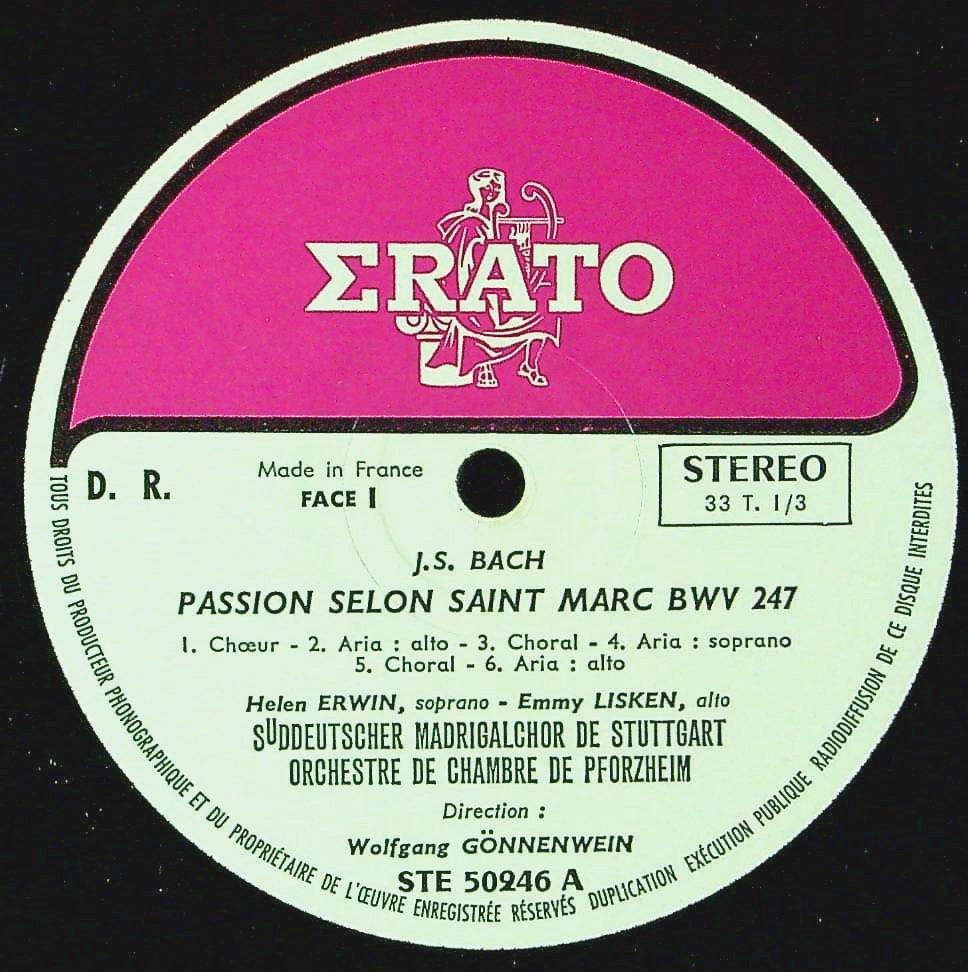 ΣRATO
D. R.
Made in France
FACE 1
STEREO
33 T. 1/3
J.S. BACH
PASSION SELON SAINT MARC BWV 247
1. Chœur - 2. Aria : alto - 3. Choral - 4. Aria : soprano
5. Choral - 6. Aria : alto
Helen ERWIN, soprano - Emmy LISKEN, alto
SÜDDEUTSCHER MADRIGALCHOR DE STUTTGART
ORCHESTRE DE CHAMBRE DE PFORZHEIM
Direction :
Wolfgang GÖNNENWEIN
STE 50246 A
TOUS DROITS DU PRODUCTEUR PHONOGRAPHIQUE ET DU PROPRIÉTAIRE DE L'ŒUVRE ENREGISTRÉE RÉSERVÉS DUPLICATION EXÉCUTION PUBLIQUE RADIODIFFUSION DE CE DISQUE INTERDITES